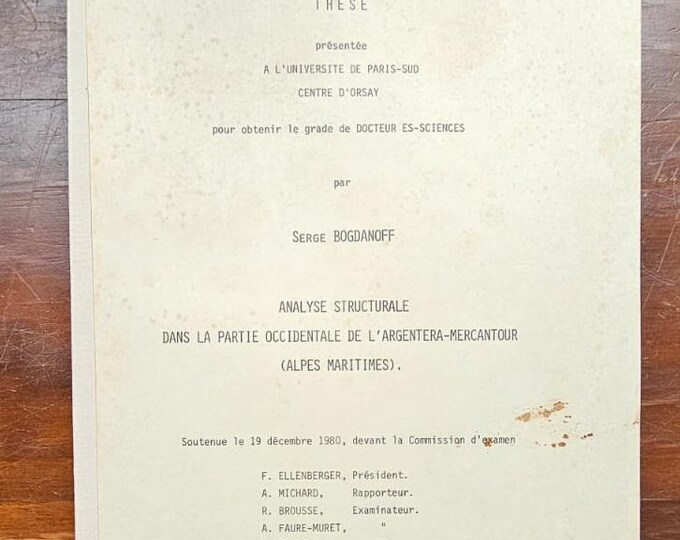 THESE
présentée
A L'UNIVERSITE DE PARIS-SUD
CENTRE D'ORSAY
pour obtenir le grade de DOCTEUR ES-SCIENCES
par
SERGE BOGDANOFF
ANALYSE STRUCTURALE
DANS LA PARTIE OCCIDENTALE DE L'ARGENTERA-MERCANTOUR
(ALPES MARITIMES).
Soutenue le 19 décembre 1980, devant la Commission d'examen
F. ELLENBERGER, Président.
A. MICHARD, Rapporteur.
R. BROUSSE, Examinateur.
A. FAURE-MURET, "